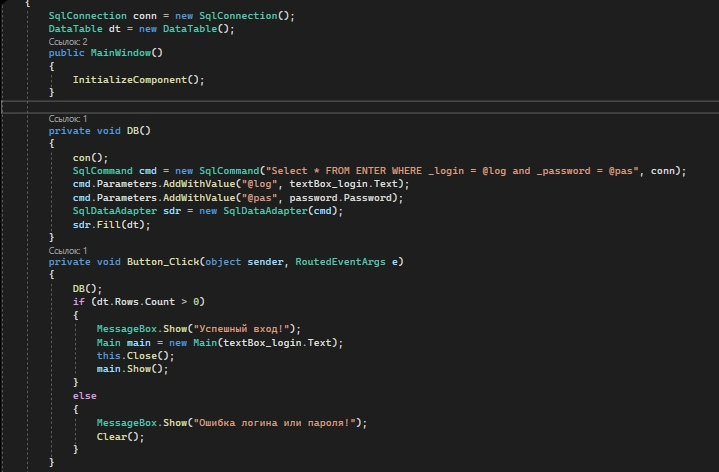 {
SqlConnection conn = new SqlConnection();
DataTable dt = new DataTable();
Ссылок: 2
public MainWindow()
{
InitializeComponent();
}
Ссылок: 1
private void DB()
{
con();
SqlCommand cmd = new SqlCommand("Select * FROM ENTER WHERE _login = @log and _password = @pas", conn);
cmd.Parameters.AddWithValue("@log", textBox_login.Text);
cmd.Parameters.AddWithValue("@pas", password.Password);
SqlDataAdapter sdr = new SqlDataAdapter(cmd);
sdr.Fill(dt);
}
Ссылок: 1
private void Button_Click(object sender, RoutedEventArgs e)
{
DB();
if (dt.Rows.Count > 0)
{
MessageBox.Show("Успешный вход!");
Main main = new Main(textBox_login.Text);
this.Close();
main.Show();
}
else
{
MessageBox.Show("Ошибка логина или пароля!");
Clear();
}
}